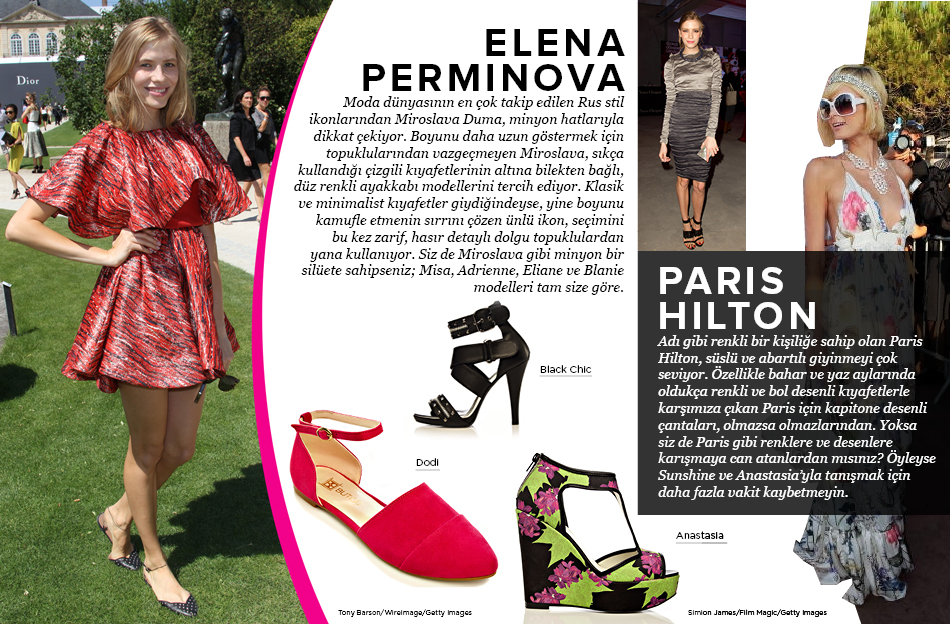 Dior
ELENA
PERMINOVA
Moda dünyasının en çok takip edilen Rus stil
ikonlarından Miroslava Duma, minyon hatlarıyla
dikkat çekiyor. Boyunu daha uzun göstermek için
topuklularından vazgeçmeyen Miroslava, sıkça
kullandığı çizgili kıyafetlerinin altına bilekten bağlı,
düz renkli ayakkabı modellerini tercih ediyor. Klasik
ve minimalist kıyafetler giydiğindeyse, yine boyunu
kamufle etmenin sırrını çözen ünlü ikon, seçimini
bu kez zarif, hasır detaylı dolgu topuklulardan
yana kullanıyor. Siz de Miroslava gibi minyon bir
silüete sahipseniz; Misa, Adrienne, Eliane ve Blanie
modelleri tam size göre.
Black Chic
Dodi
Anastasia
PARIS
HILTON
Adı gibi renkli bir kişiliğe sahip olan Paris
Hilton, süslü ve abartılı giyinmeyi çok
seviyor. Özellikle bahar ve yaz aylarında
oldukça renkli ve bol desenli kıyafetlerle
karşımıza çıkan Paris için kapitone desenli
çantaları, olmazsa olmazlarından. Yoksa
siz de Paris gibi renklere ve desenlere
karışmaya can atanlardan mısınız? Öyleyse
Sunshine ve Anastasia’yla tanışmak için
daha fazla vakit kaybetmeyin.
Tony Barson/Wireimage/Getty Images
Simion James/Film Magic/Getty Images